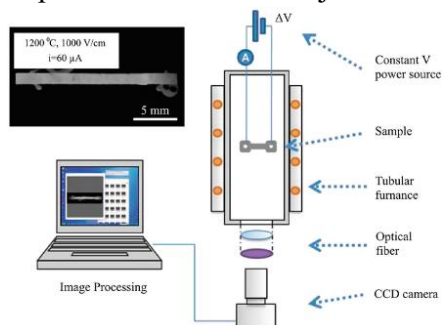 1200 °C, 1000 V/cm
i=60 μA
5 mm
ΔV
A
Constant V
power source
Sample
Tubular
furnance
Optical
fiber
CCD camera
Image Processing